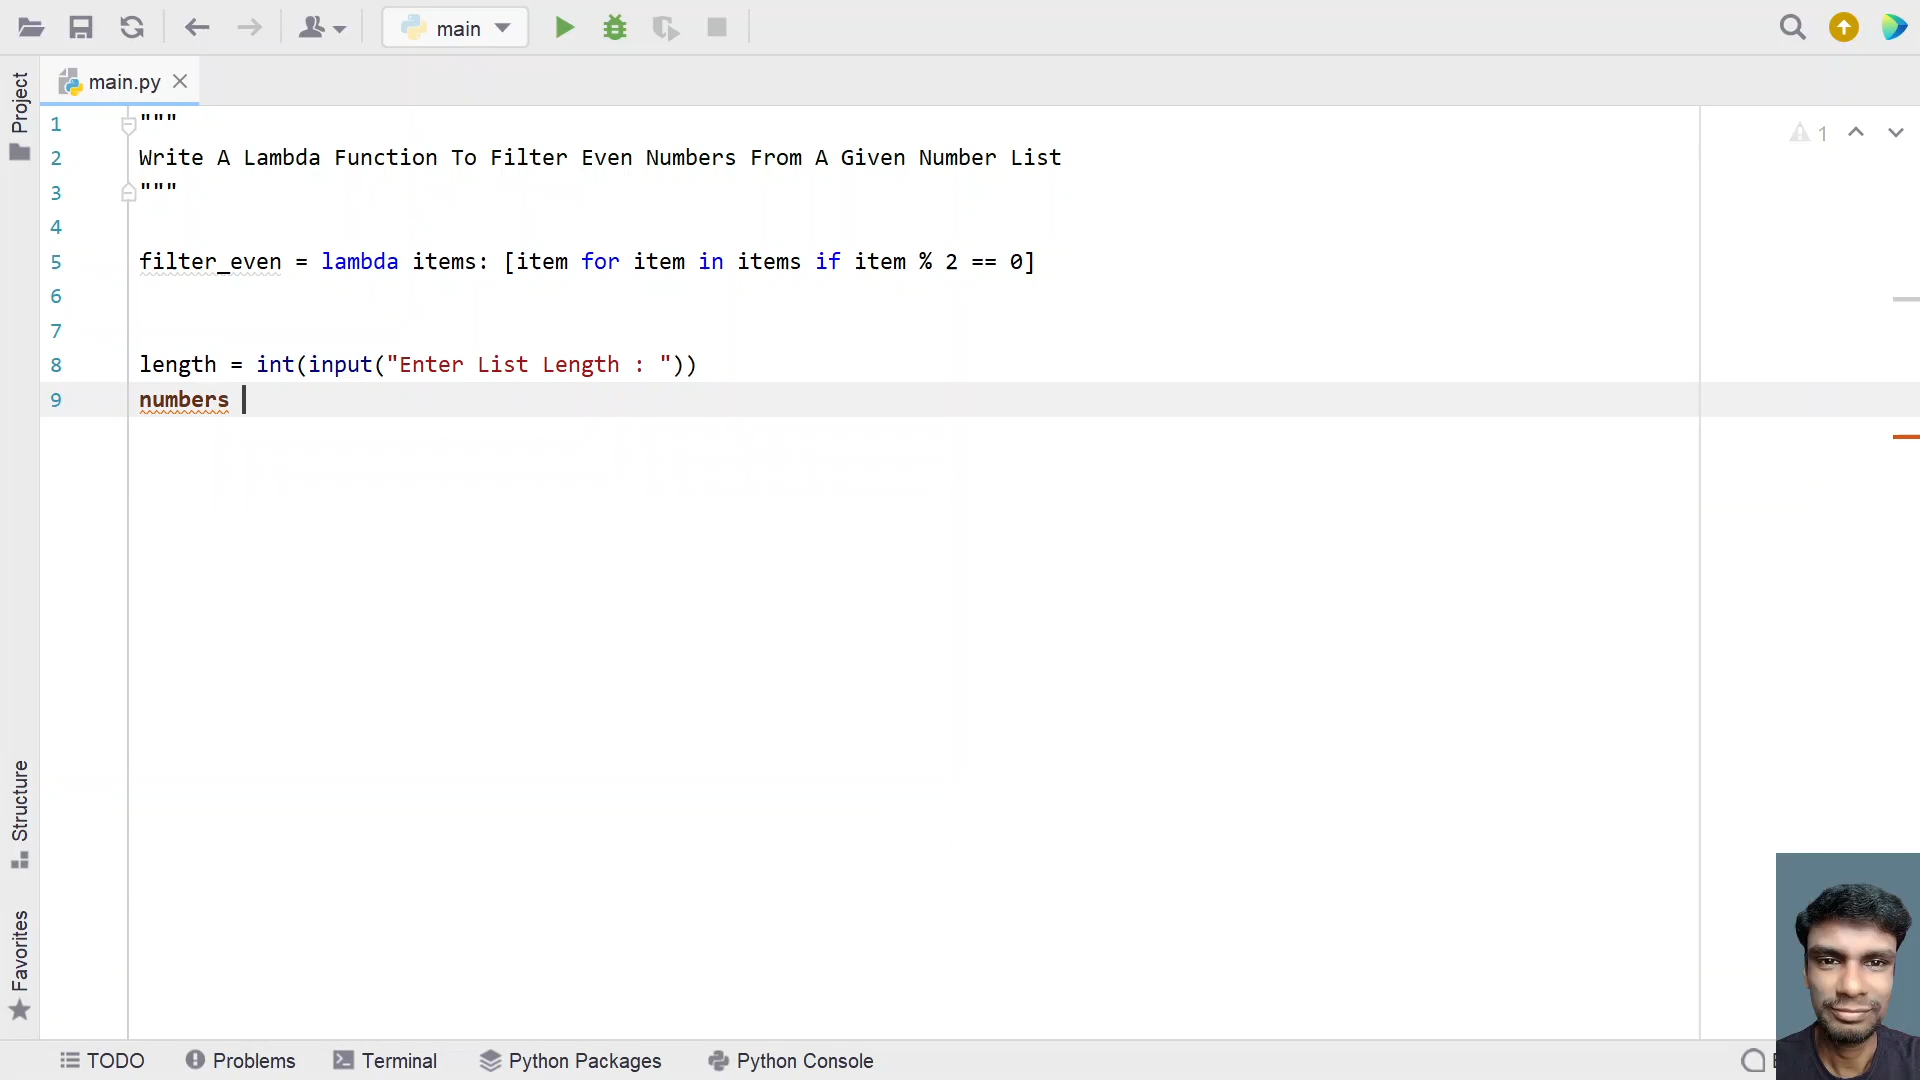 main
main.py
Project
1
1 """
2 Write A Lambda Function To Filter Even Numbers From A Given Number List
3 """
4
5 filter_even = lambda items: [item for item in items if item % 2 == 0]
6
7
8 length = int(input("Enter List Length : "))
9 numbers
Structure
Favorites
TODO Problems Terminal Python Packages Python Console